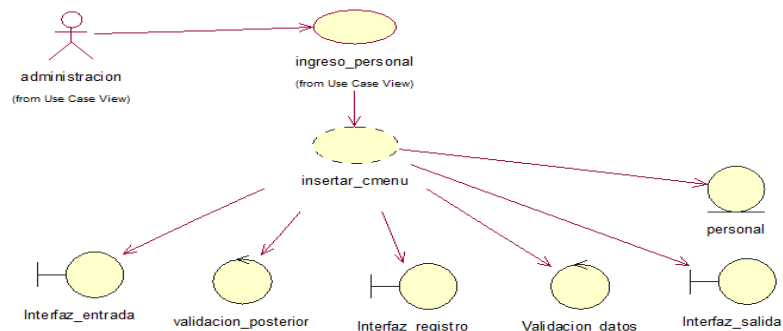 ingreso_personal
administracion
(from Use Case View)
(from Use Case View)
insertar_cmenu
personal
Interfaz_entrada
validacion_posterior
Interfaz_registro
Validacion_datos
Interfaz_salida